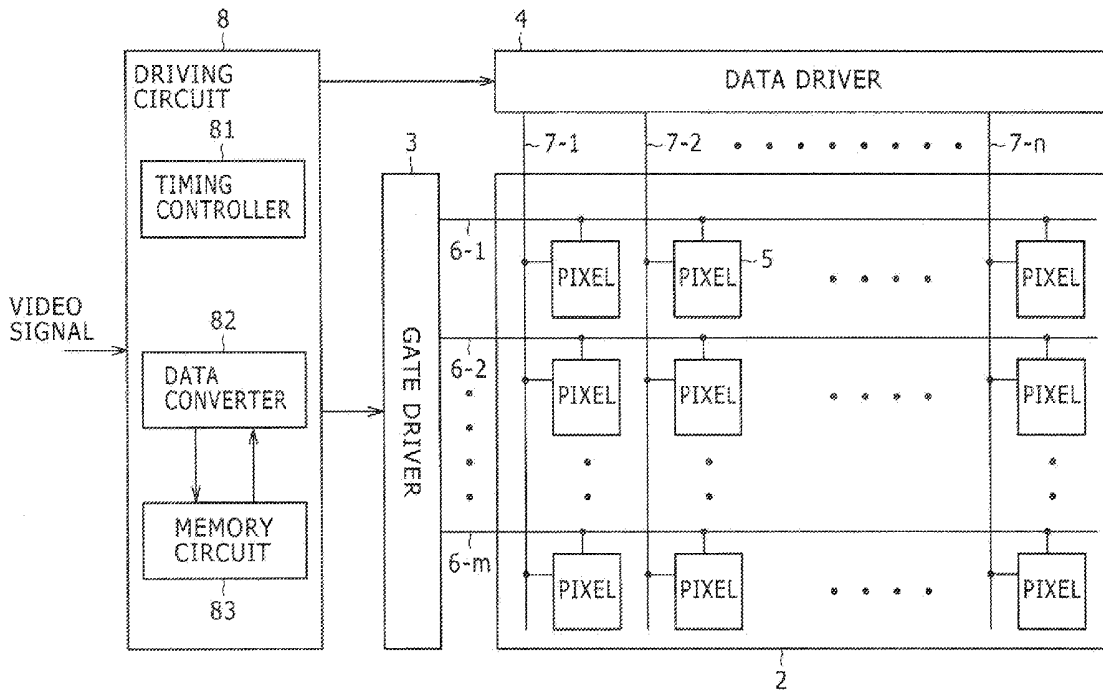 8
DRIVING
CIRCUIT
81
TIMING
CONTROLLER
VIDEO
SIGNAL
82
DATA
CONVERTER
MEMORY
CIRCUIT
83
3
GATE DRIVER
4
DATA DRIVER
7-1
7-2
7-n
6-1
PIXEL
PIXEL
5
PIXEL
6-2
PIXEL
PIXEL
PIXEL
6-m
PIXEL
PIXEL
PIXEL
2